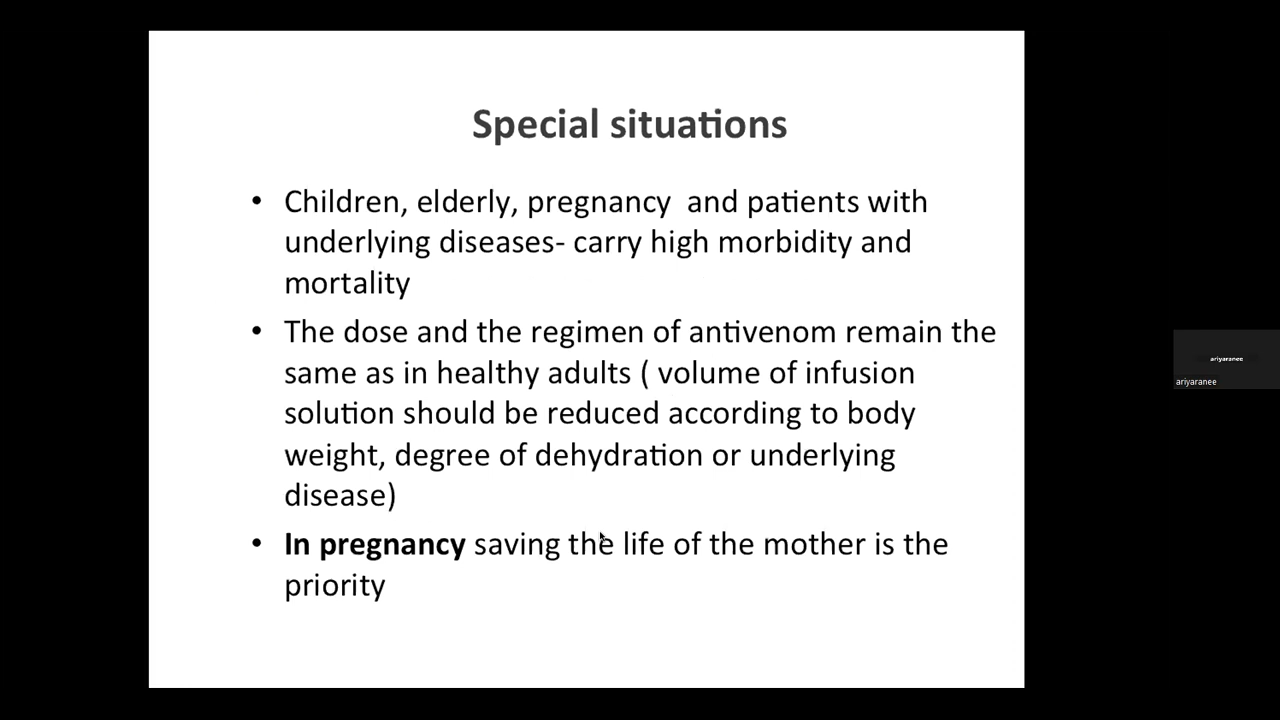 Special situations
• Children, elderly, pregnancy  and patients with
underlying diseases- carry high morbidity and
mortality
• The dose and the regimen of antivenom remain the
same as in healthy adults ( volume of infusion
solution should be reduced according to body
weight, degree of dehydration or underlying
disease)
• In pregnancy saving the life of the mother is the
priority
ariyaranee
ariyaranee